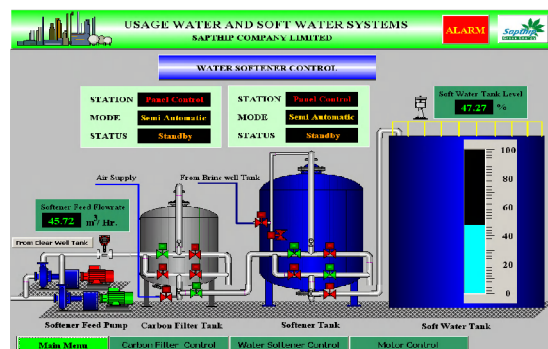 USAGE WATER AND SOFT WATER SYSTEMS
SAPTHIP COMPANY LIMITED
ALARM
Sapthip
WATER SOFTENER CONTROL
STATION Panel Control
MODE Semi Automatic
STATUS Standby
STATION Panel Control
MODE Semi Automatic
STATUS Standby
Soft Water Tank Level
47.27 %
Air Supply
From Brine well Tank
Softener Feed Flowrate
45.72 m3/ Hr.
From Clear Well Tank
100
80
60
40
20
0
Softener Feed Pump
Carbon Filter Tank
Softener Tank
Soft Water Tank
Main Menu
Carbon Filter Control
Water Softener Control
Motor Control